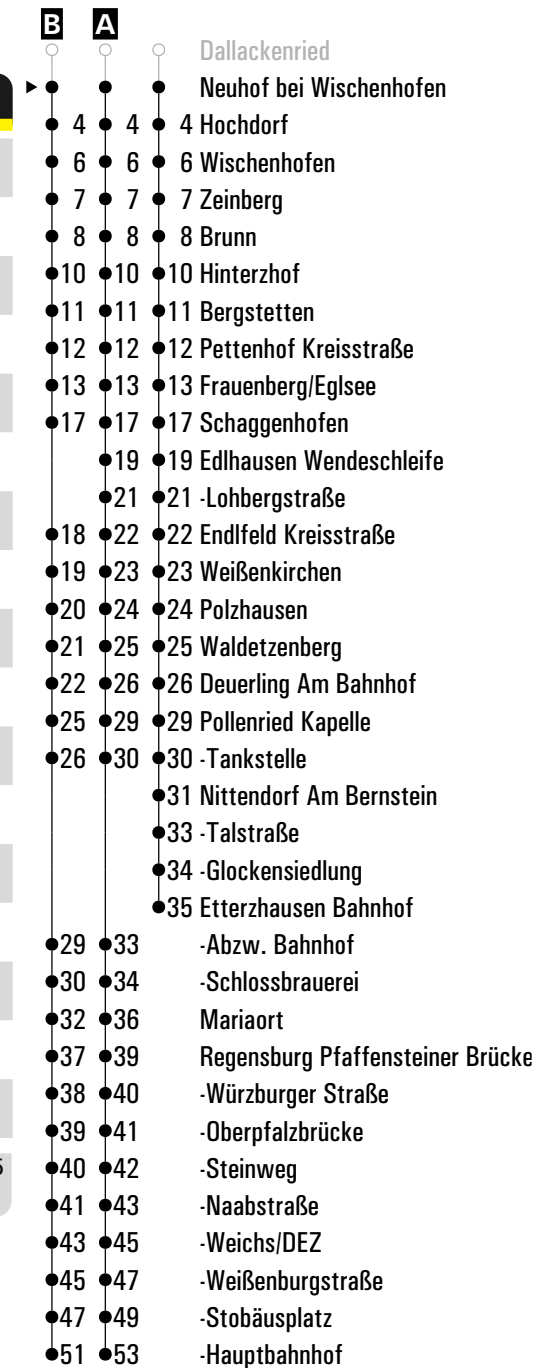 B A
Dallackenried
Neuhof bei Wischenhofen
4 4 4 Hochdorf
6 6 6 Wischenhofen
7 7 7 Zeinberg
8 8 8 Brunn
10 10 10 Hinterzhof
11 11 11 Bergstetten
12 12 12 Pettenhof Kreisstraße
13 13 13 Frauenberg/Eglsee
17 17 17 Schaggenhofen
19 19 Edlhausen Wendeschleife
21 21 -Lohbergstraße
18 22 22 Endlfeld Kreisstraße
19 23 23 Weißenkirchen
20 24 24 Polzhausen
21 25 25 Waldetzenberg
22 26 26 Deuerling Am Bahnhof
25 29 29 Pollenried Kapelle
26 30 30 -Tankstelle
31 Nittendorf Am Bernstein
33 -Talstraße
34 -Glockensiedlung
35 Etterzhausen Bahnhof
29 33 -Abzw. Bahnhof
30 34 -Schlossbrauerei
32 36 Mariaort
37 39 Regensburg Pfaffensteiner Brücke
38 40 -Würzburger Straße
39 41 -Oberpfalzbrücke
40 42 -Steinweg
41 43 -Naabstraße
43 45 -Weichs/DEZ
45 47 -Weißenburgstraße
47 49 -Stobäusplatz
51 53 -Hauptbahnhof